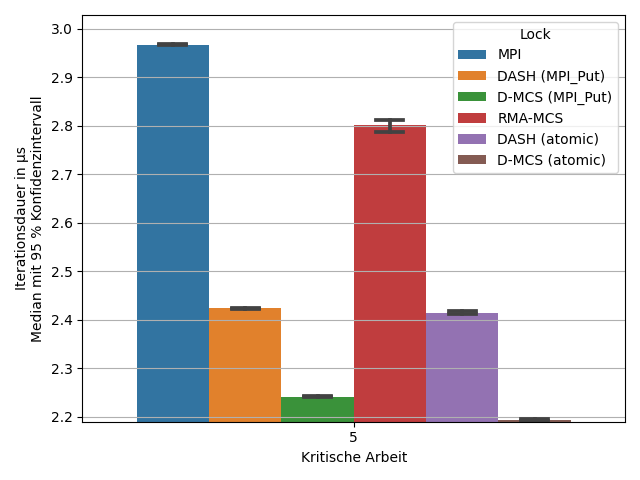 Iterationsdauer in µs
Median mit 95 % Konfidenzintervall
3.0
2.9
2.8
2.7
2.6
2.5
2.4
2.3
2.2
Lock
MPI
DASH (MPI_Put)
D-MCS (MPI_Put)
RMA-MCS
DASH (atomic)
D-MCS (atomic)
5
Kritische Arbeit